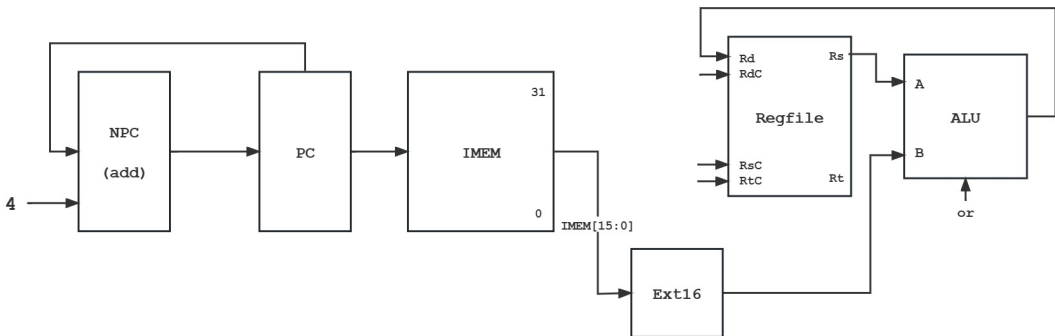 NPC
(add)
4
PC
31
IMEM
0
IMEM[15:0]
Ext16
Rd
RdC
Rs
Regfile
RsC
RtC
Rt
A
ALU
B
or